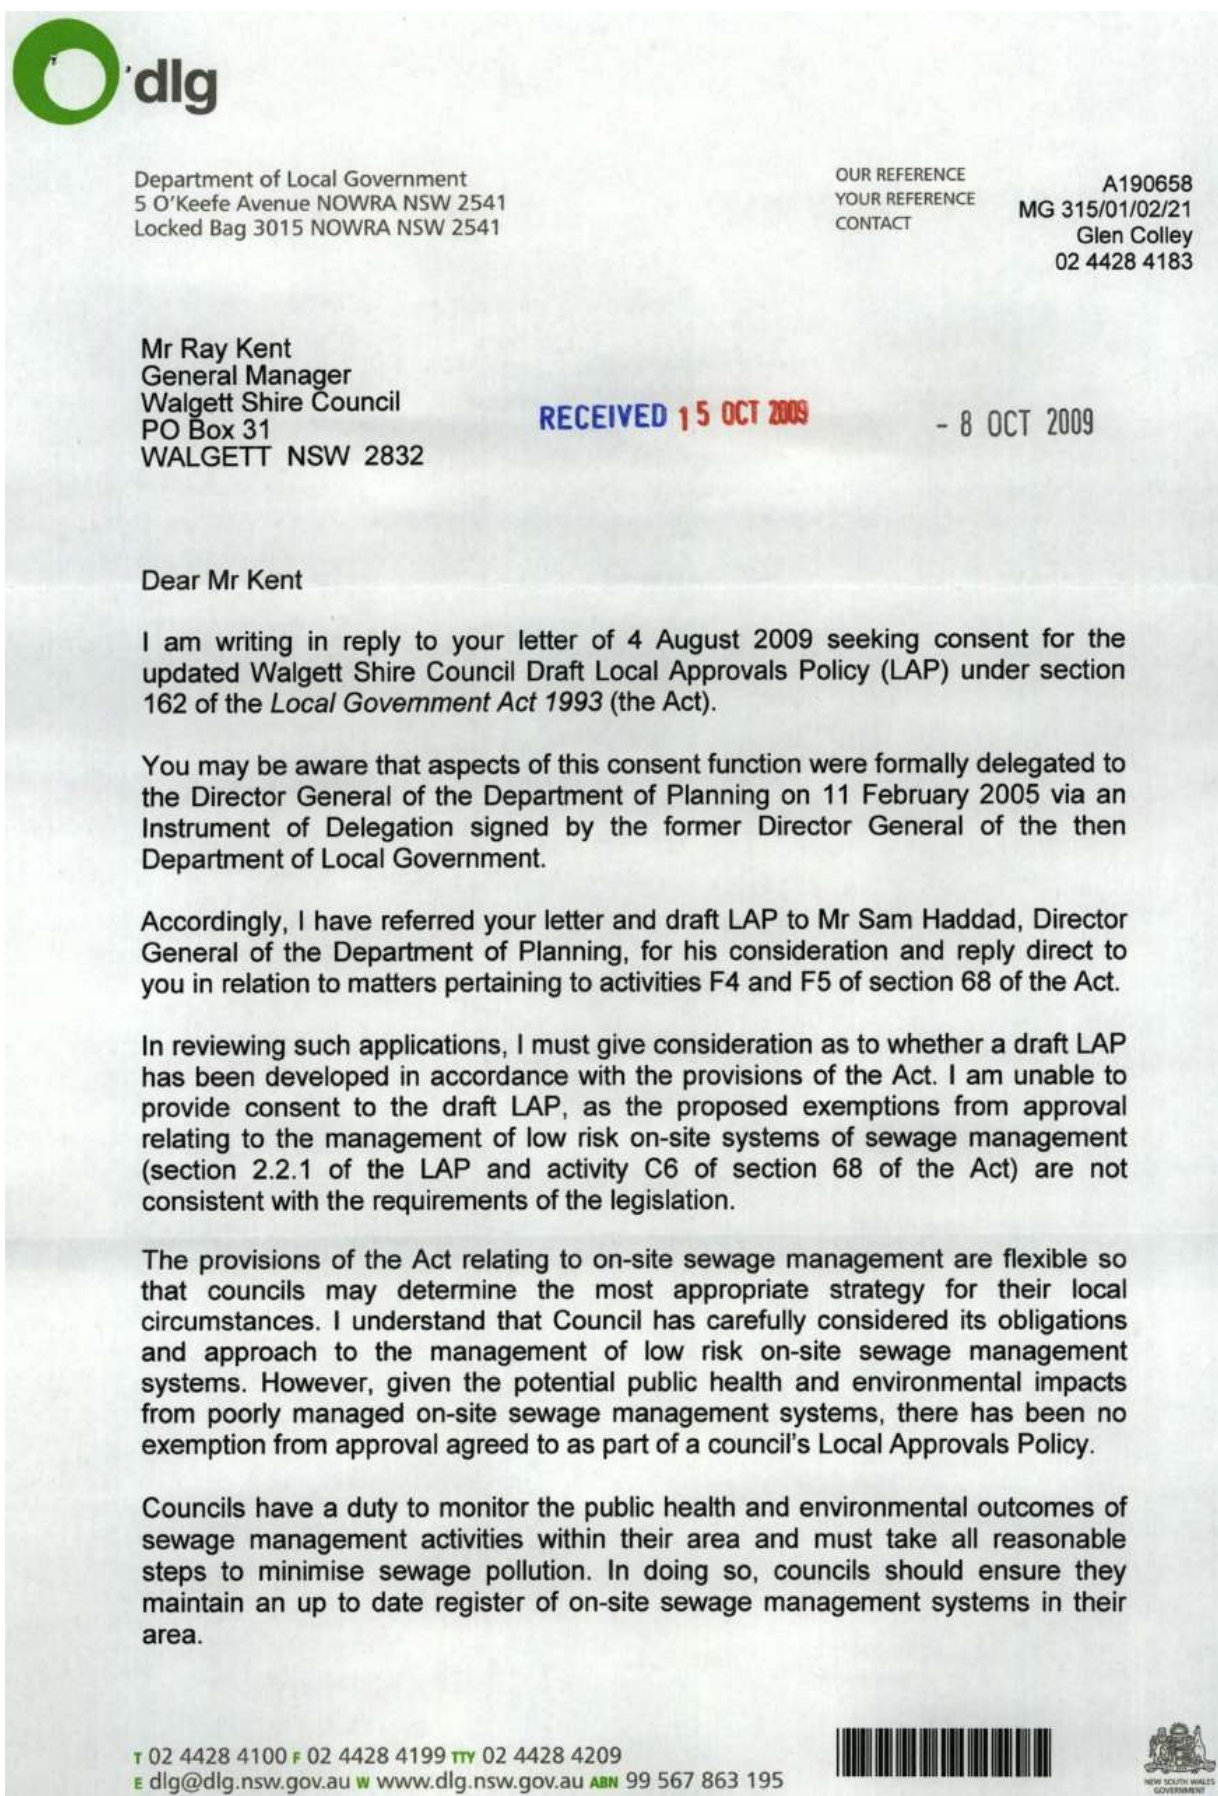 dlg
Department of Local Government
5 O'Keefe Avenue NOWRA NSW 2541
Locked Bag 3015 NOWRA NSW 2541
OUR REFERENCE
YOUR REFERENCE
CONTACT
A190658
MG 315/01/02/21
Glen Colley
02 4428 4183
Mr Ray Kent
General Manager
Walgett Shire Council
PO Box 31
WALGETT NSW 2832
RECEIVED 15 OCT 2009
- 8 OCT 2009
Dear Mr Kent
I am writing in reply to your letter of 4 August 2009 seeking consent for the
updated Walgett Shire Council Draft Local Approvals Policy (LAP) under section
162 of the Local Government Act 1993 (the Act).
You may be aware that aspects of this consent function were formally delegated to
the Director General of the Department of Planning on 11 February 2005 via an
Instrument of Delegation signed by the former Director General of the then
Department of Local Government.
Accordingly, I have referred your letter and draft LAP to Mr Sam Haddad, Director
General of the Department of Planning, for his consideration and reply direct to
you in relation to matters pertaining to activities F4 and F5 of section 68 of the Act.
In reviewing such applications, I must give consideration as to whether a draft LAP
has been developed in accordance with the provisions of the Act. I am unable to
provide consent to the draft LAP, as the proposed exemptions from approval
relating to the management of low risk on-site systems of sewage management
(section 2.2.1 of the LAP and activity C6 of section 68 of the Act) are not
consistent with the requirements of the legislation.
The provisions of the Act relating to on-site sewage management are flexible so
that councils may determine the most appropriate strategy for their local
circumstances. I understand that Council has carefully considered its obligations
and approach to the management of low risk on-site sewage management
systems. However, given the potential public health and environmental impacts
from poorly managed on-site sewage management systems, there has been no
exemption from approval agreed to as part of a council's Local Approvals Policy.
Councils have a duty to monitor the public health and environmental outcomes of
sewage management activities within their area and must take all reasonable
steps to minimise sewage pollution. In doing so, councils should ensure they
maintain an up to date register of on-site sewage management systems in their
area.
T 02 4428 4100 F 02 4428 4199 TTY 02 4428 4209
E dlg@dlg.nsw.gov.au W www.dlg.nsw.gov.au ABN 99 567 863 195
NEW SOUTH WALES
GOVERNMENT